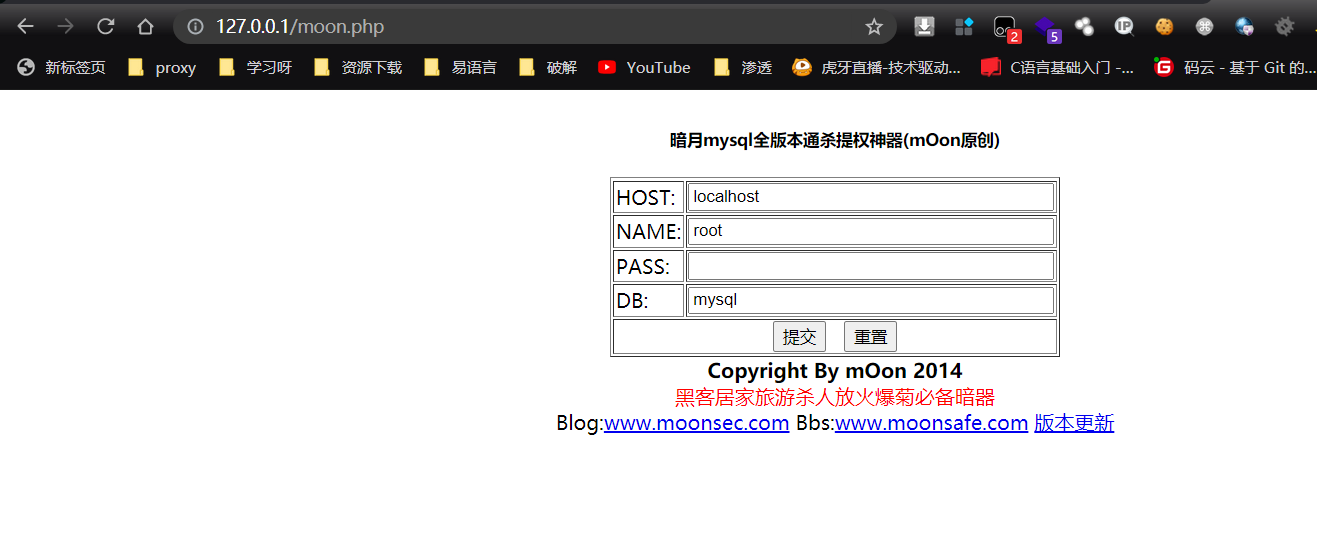 127.0.0.1/moon.php
2 5 IP
新标签页 proxy 学习呀 资源下载 易语言 破解 YouTube 渗透 虎牙直播-技术驱动... C语言基础入门 -... G 码云 - 基于 Git 的...
暗月mysql全版本通杀提权神器(mOon原创)
HOST: localhost
NAME: root
PASS:
DB: mysql
提交 重置
Copyright By mOon 2014
黑客居家旅游杀人放火爆菊必备暗器
Blog:www.moonsec.com Bbs:www.moonsafe.com 版本更新